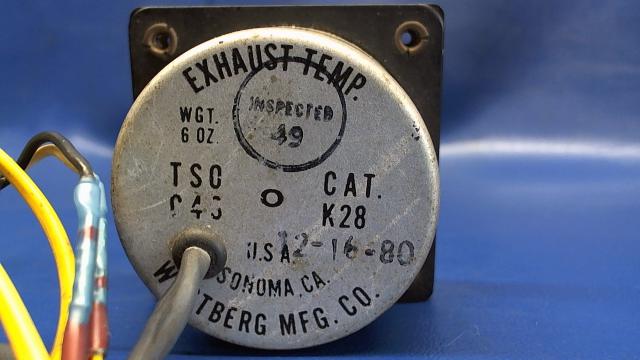 EXHAUST TEMP.
INSPECTED
49
WGT.
6 OZ.
TSO
CAT.
K28
U.S.A.
12-16-80
SONOMA, CA.
MFG. CO.